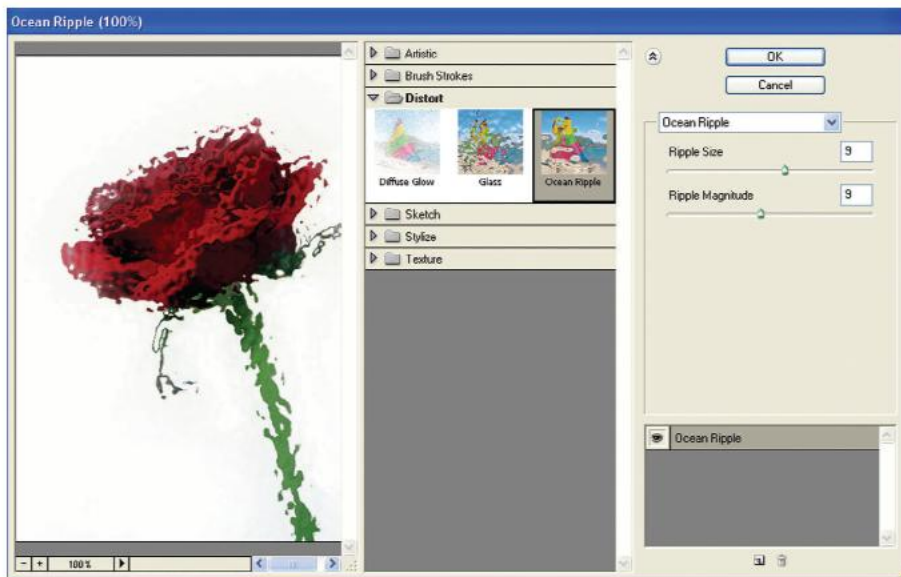 Ocean Ripple (100%)
Artistic
Brush Strokes
Distort
Diffuse Glow
Glass
Ocean Ripple
Sketch
Stylize
Texture
OK
Cancel
Ocean Ripple
Ripple Size 9
Ripple Magnitude 9
Ocean Ripple
- + 100%